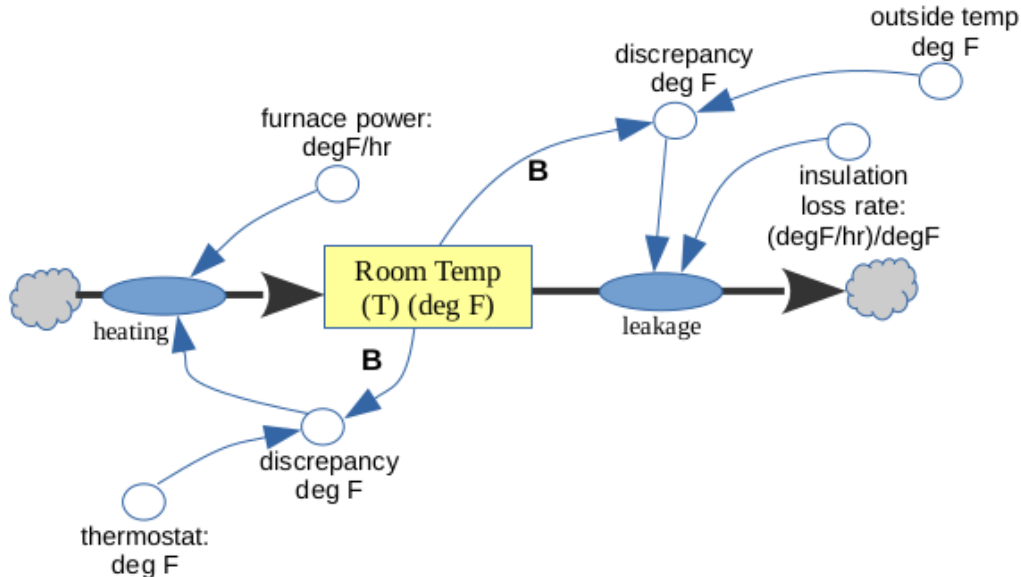 outside temp
deg F
discrepancy
deg F
furnace power:
degF/hr
B
insulation
loss rate:
(degF/hr)/degF
Room Temp
(T) (deg F)
heating
leakage
B
discrepancy
deg F
thermostat:
deg F